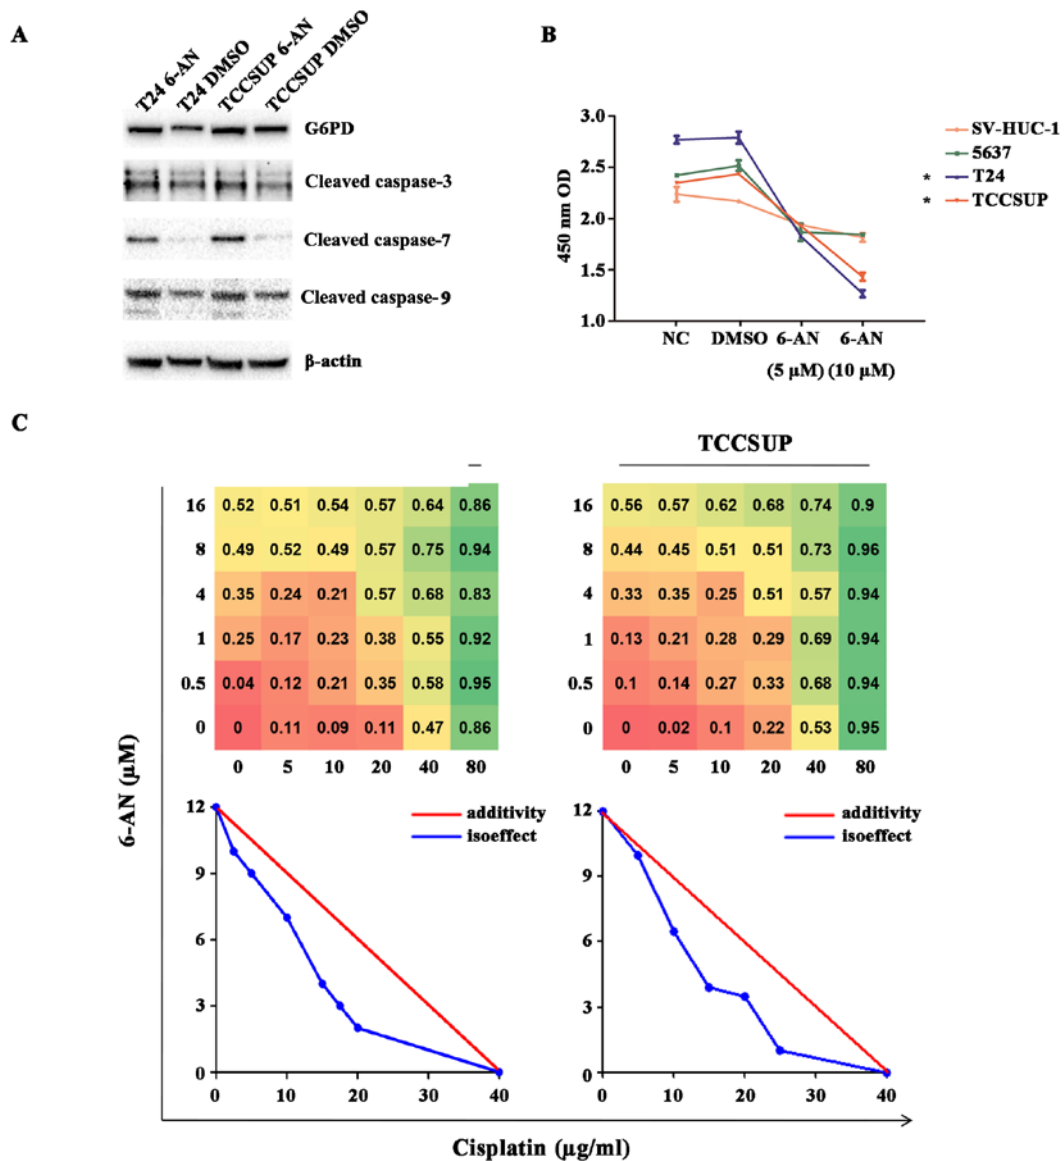 A
T24 6-AN
T24 DMSO
TCCSUP 6-AN
TCCSUP DMSO
G6PD
Cleaved caspase-3
Cleaved caspase-7
Cleaved caspase-9
β-actin
B
3.0
2.5
2.0
1.5
1.0
450 nm OD
NC DMSO 6-AN 6-AN
(5 μM) (10 μM)
SV-HUC-1
5637
* T24
* TCCSUP
C
16 0.52 0.51 0.54 0.57 0.64 0.86
8 0.49 0.52 0.49 0.57 0.75 0.94
4 0.35 0.24 0.21 0.57 0.68 0.83
1 0.25 0.17 0.23 0.38 0.55 0.92
0.5 0.04 0.12 0.21 0.35 0.58 0.95
0 0 0.11 0.09 0.11 0.47 0.86
0 5 10 20 40 80
TCCSUP
16 0.56 0.57 0.62 0.68 0.74 0.9
8 0.44 0.45 0.51 0.51 0.73 0.96
4 0.33 0.35 0.25 0.51 0.57 0.94
1 0.13 0.21 0.28 0.29 0.69 0.94
0.5 0.1 0.14 0.27 0.33 0.68 0.94
0 0 0.02 0.1 0.22 0.53 0.95
0 5 10 20 40 80
6-AN (μM)
12
9
6
3
0
0 10 20 30 40
additivity
isoeffect
12
9
6
3
0
0 10 20 30 40
additivity
isoeffect
Cisplatin (μg/ml)